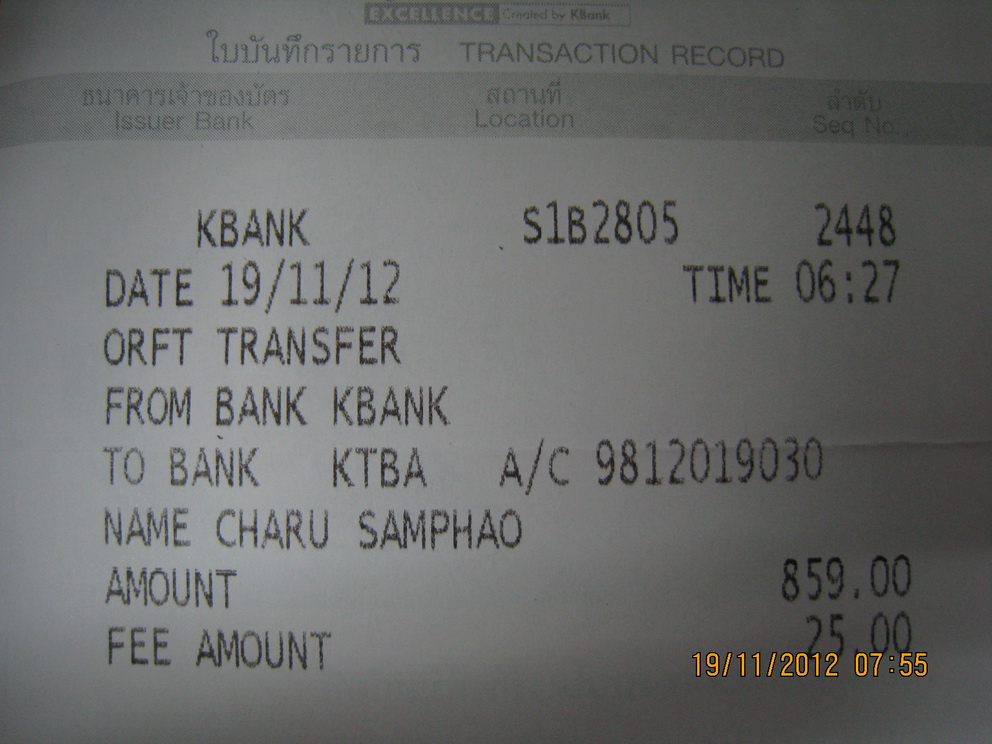 EXCELLENCE Created by KBank
ใบบันทึกรายการ TRANSACTION RECORD
ธนาคารเจ้าของบัตร สถานที่ ลำดับ
Issuer Bank Location Seq No.
KBANK S1B2805 2448
DATE 19/11/12 TIME 06:27
ORFT TRANSFER
FROM BANK KBANK
TO BANK KTBA A/C 9812019030
NAME CHARU SAMPHAO
AMOUNT 859.00
FEE AMOUNT 25.00
19/11/2012 07:55